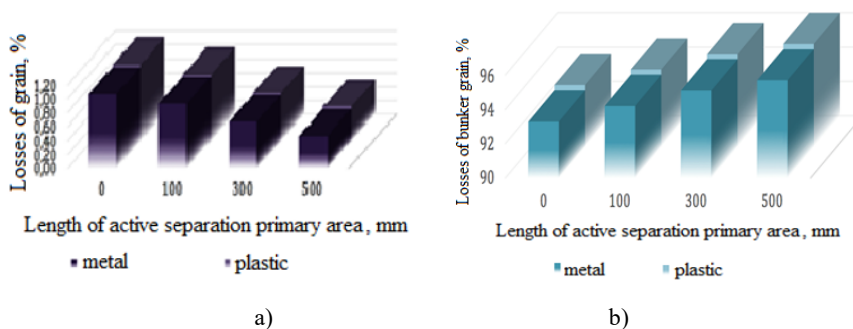 Losses of grain, %
1,20
1,00
0,80
0,60
0,40
0,20
0,00
0 100 300 500
Length of active separation primary area , mm
metal plastic
a)
Losses of bunker grain, %
96
94
92
90
0 100 300 500
Length of active separation primary area , mm
metal plastic
b)